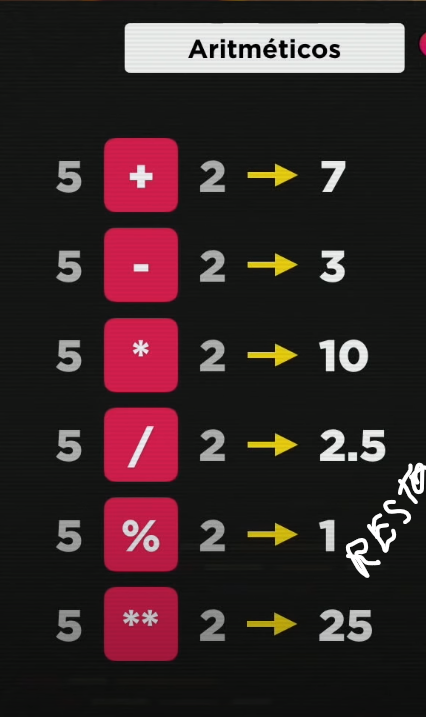 Aritméticos
5 + 2 → 7
5 - 2 → 3
5 * 2 → 10
5 / 2 → 2.5
5 % 2 → 1 RESTO
5 ** 2 → 25